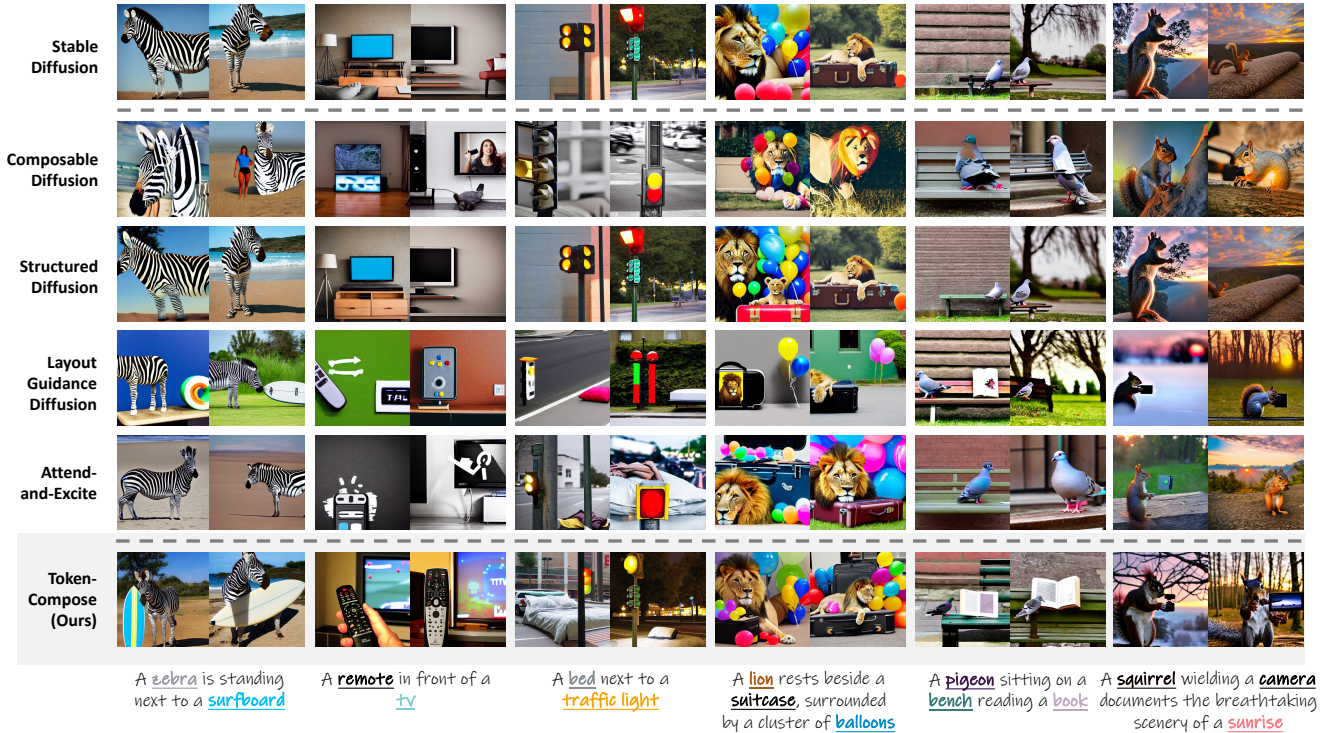 Stable
Diffusion
Composable
Diffusion
Structured
Diffusion
Layout
Guidance
Diffusion
Attend-
and-Excite
Token-
Compose
(Ours)
A zebra is standing
next to a surfboard
A remote in front of a
tv
A bed next to a
traffic light
A lion rests beside a
suitcase, surrounded
by a cluster of balloons
A pigeon sitting on a
bench reading a book
A squirrel wielding a camera
documents the breathtaking
scenery of a sunrise